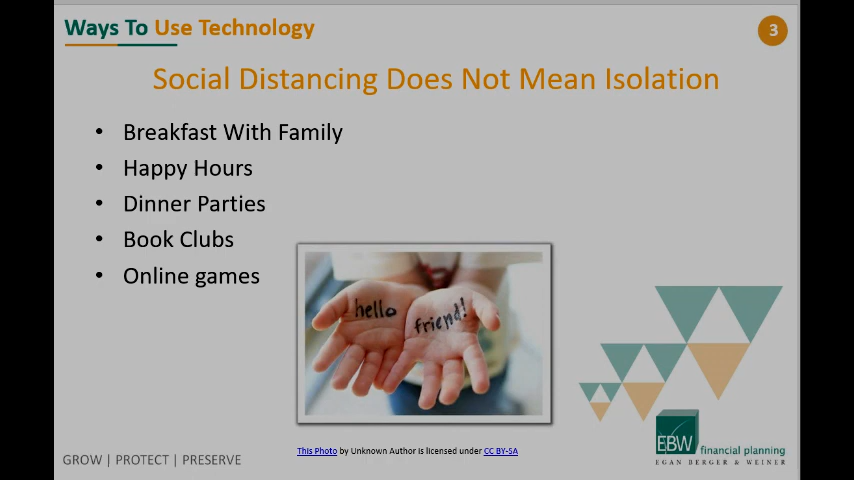 Ways To Use Technology
3
Social Distancing Does Not Mean Isolation
• Breakfast With Family
• Happy Hours
• Dinner Parties
• Book Clubs
• Online games
hello friend!
This Photo by Unknown Author is licensed under CC BY-SA
EBW financial planning
EGAN BERGER & WEINER
GROW | PROTECT | PRESERVE